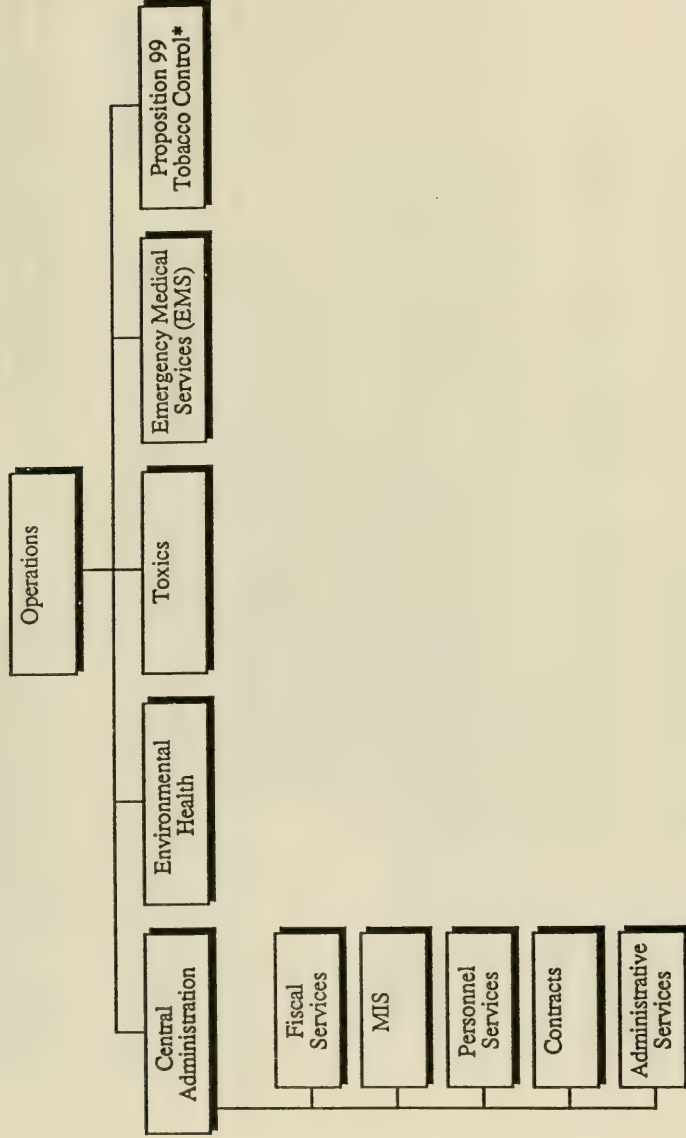 Operations
Central
Administration
Environmental
Health
Toxics
Emergency Medical
Services (EMS)
Proposition 99
Tobacco Control*
Fiscal
Services
MIS
Personnel
Services
Contracts
Administrative
Services